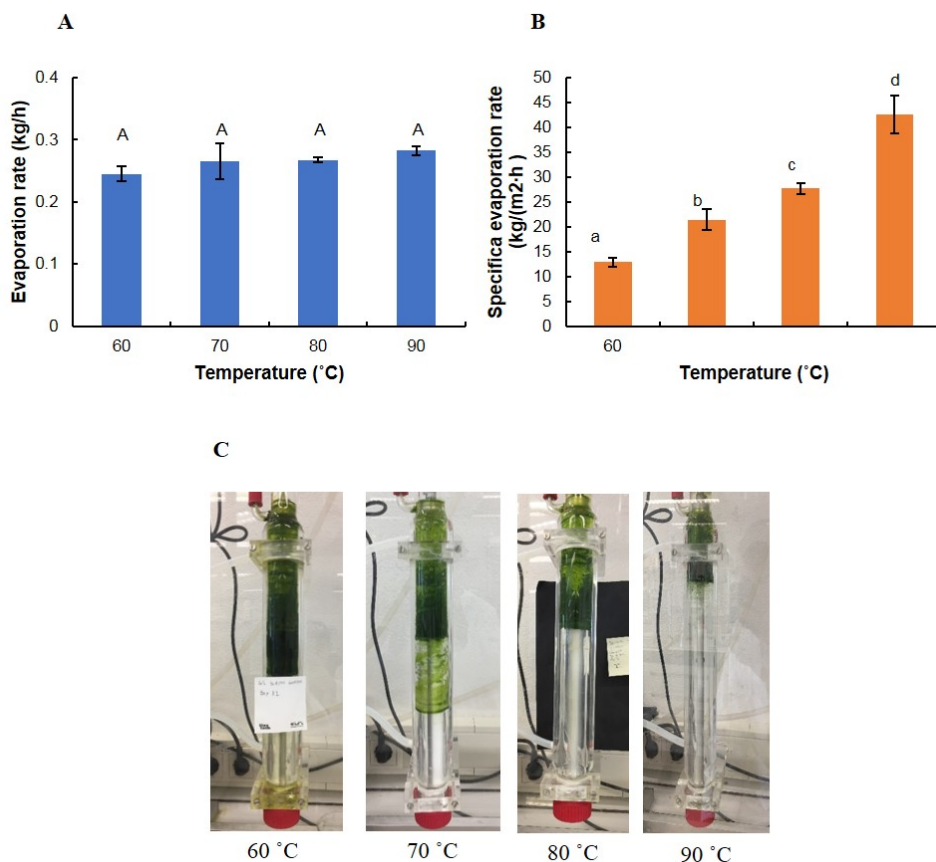 A
B
Evaporation rate (kg/h)
0.4
0.3
0.2
0.1
0
A
A
A
A
60
70
80
90
Temperature (˚C)
Specifica evaporation rate
(kg/(m2·h)
50
45
40
35
30
25
20
15
10
5
0
a
b
c
d
60
Temperature (˚C)
C
60 ˚C
70 ˚C
80 ˚C
90 ˚C